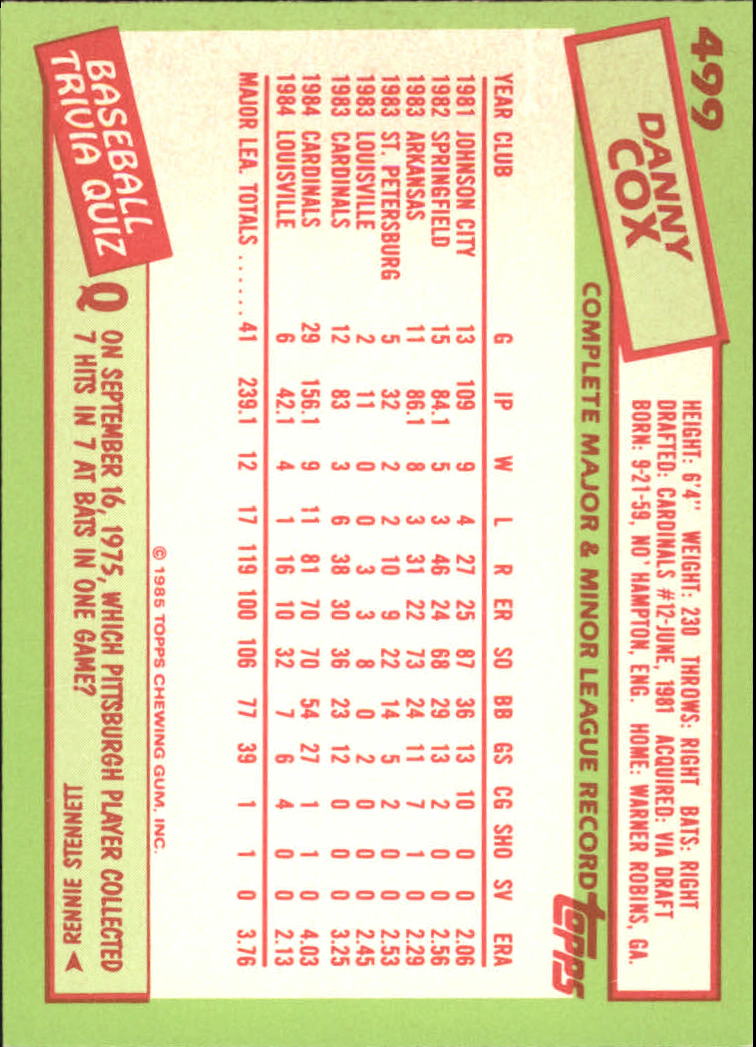 499
DANNY
COX
HEIGHT: 6'4" WEIGHT: 230 THROWS: RIGHT BATS: RIGHT
DRAFTED: CARDINALS #12-JUNE, 1981 ACQUIRED: VIA DRAFT
BORN: 9-21-59, NO' HAMPTON, ENG. HOME: WARNER ROBINS, GA.
COMPLETE MAJOR & MINOR LEAGUE RECORD
topps
YEAR CLUB G IP W L R ER SO BB GS CG SHO SV ERA
1981 JOHNSON CITY 13 109 9 4 27 25 87 36 13 10 0 0 2.06
1982 SPRINGFIELD 15 84.1 5 3 46 24 68 29 13 2 0 0 2.56
1983 ARKANSAS 11 86.1 8 3 31 22 73 24 11 7 1 0 2.29
1983 ST. PETERSBURG 5 32 2 2 10 9 22 14 5 2 0 0 2.53
1983 LOUISVILLE 2 11 0 0 3 3 8 0 2 0 0 0 2.45
1983 CARDINALS 12 83 3 6 38 30 36 23 12 0 0 0 3.25
1984 CARDINALS 29 156.1 9 11 81 70 70 54 27 1 1 0 4.03
1984 LOUISVILLE 6 42.1 4 1 16 10 32 7 6 4 0 0 2.13
MAJOR LEA. TOTALS ...... 41 239.1 12 17 119 100 106 77 39 1 1 0 3.76
© 1985 TOPPS CHEWING GUM, INC.
BASEBALL
TRIVIA QUIZ
Q ON SEPTEMBER 16, 1975, WHICH PITTSBURGH PLAYER COLLECTED
7 HITS IN 7 AT BATS IN ONE GAME?
RENNIE STENNETT